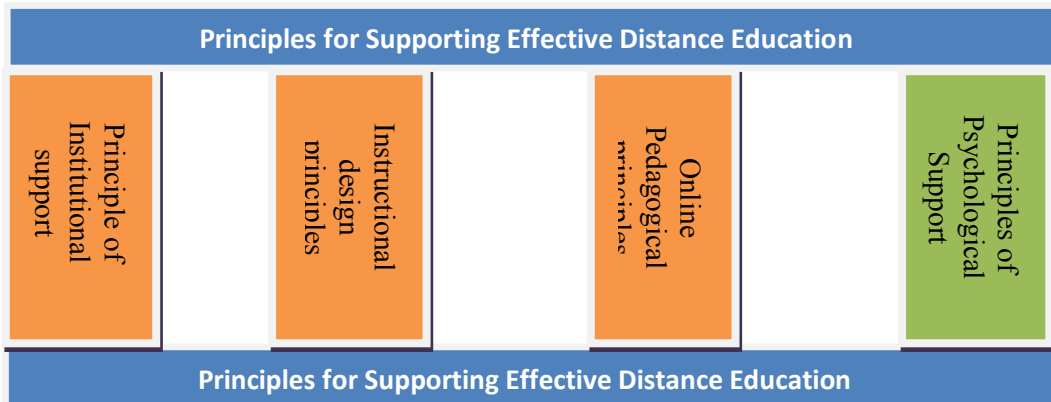 Principles for Supporting Effective Distance Education
Principle of
Institutional
support
Instructional
design
principles
Online
Pedagogical
principles
Principles of
Psychological
Support
Principles for Supporting Effective Distance Education